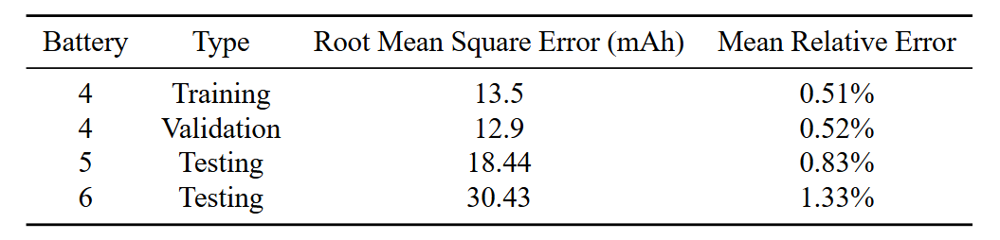 Battery Type Root Mean Square Error (mAh) Mean Relative Error
4 Training 13.5 0.51%
4 Validation 12.9 0.52%
5 Testing 18.44 0.83%
6 Testing 30.43 1.33%